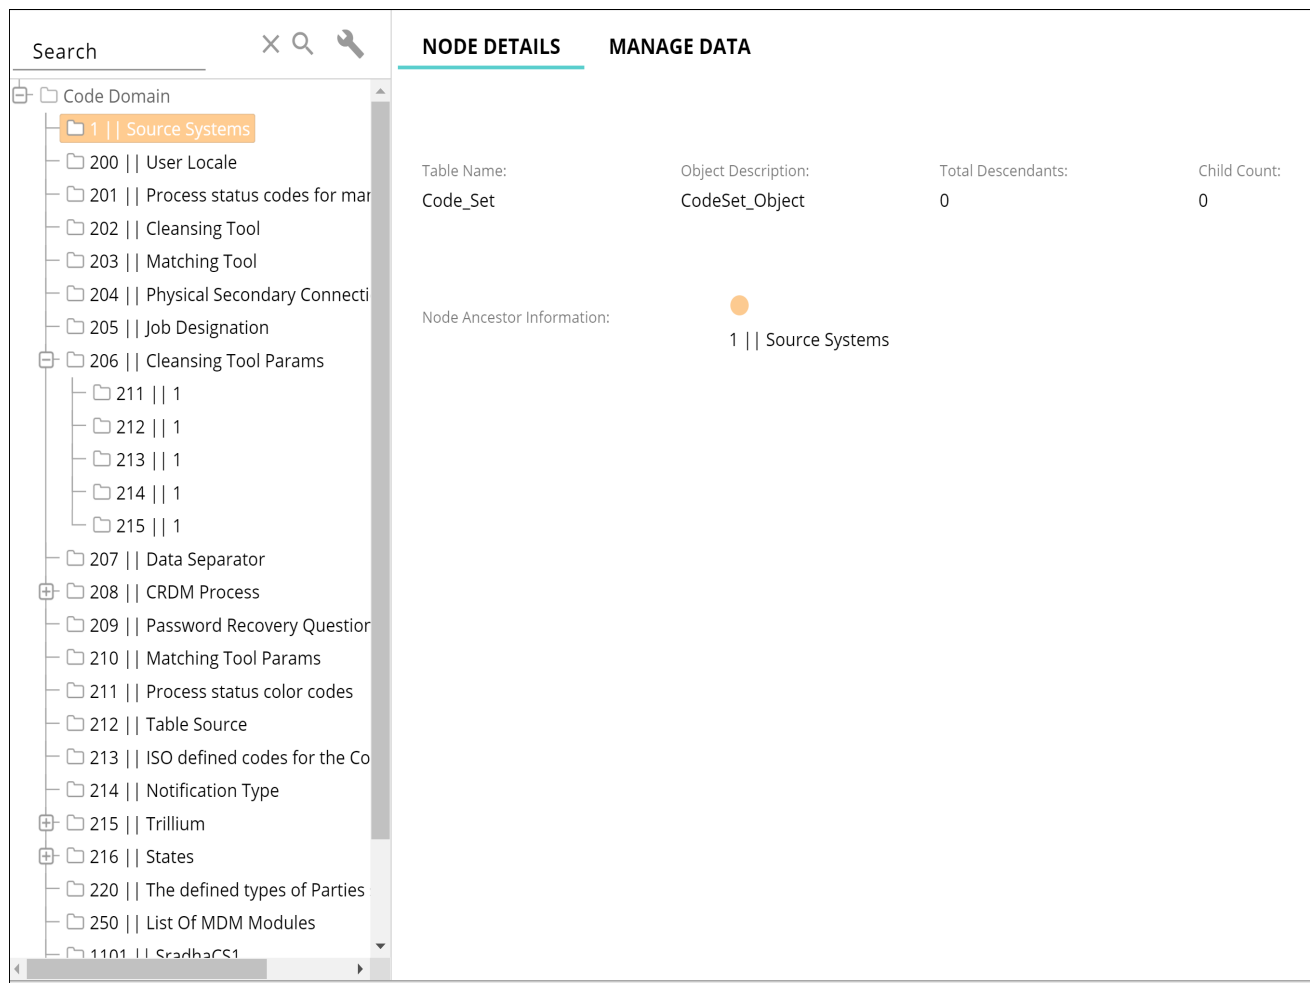 Search
NODE DETAILS
MANAGE DATA
Code Domain
1 || Source Systems
200 || User Locale
201 || Process status codes for mar
202 || Cleansing Tool
203 || Matching Tool
204 || Physical Secondary Connecti
205 || Job Designation
206 || Cleansing Tool Params
211 || 1
212 || 1
213 || 1
214 || 1
215 || 1
207 || Data Separator
208 || CRDM Process
209 || Password Recovery Question
210 || Matching Tool Params
211 || Process status color codes
212 || Table Source
213 || ISO defined codes for the Co
214 || Notification Type
215 || Trillium
216 || States
220 || The defined types of Parties
250 || List Of MDM Modules
1101 || SradhaCS1
Table Name:
Code_Set
Object Description:
CodeSet_Object
Total Descendants:
0
Child Count:
0
Node Ancestor Information:
1 || Source Systems